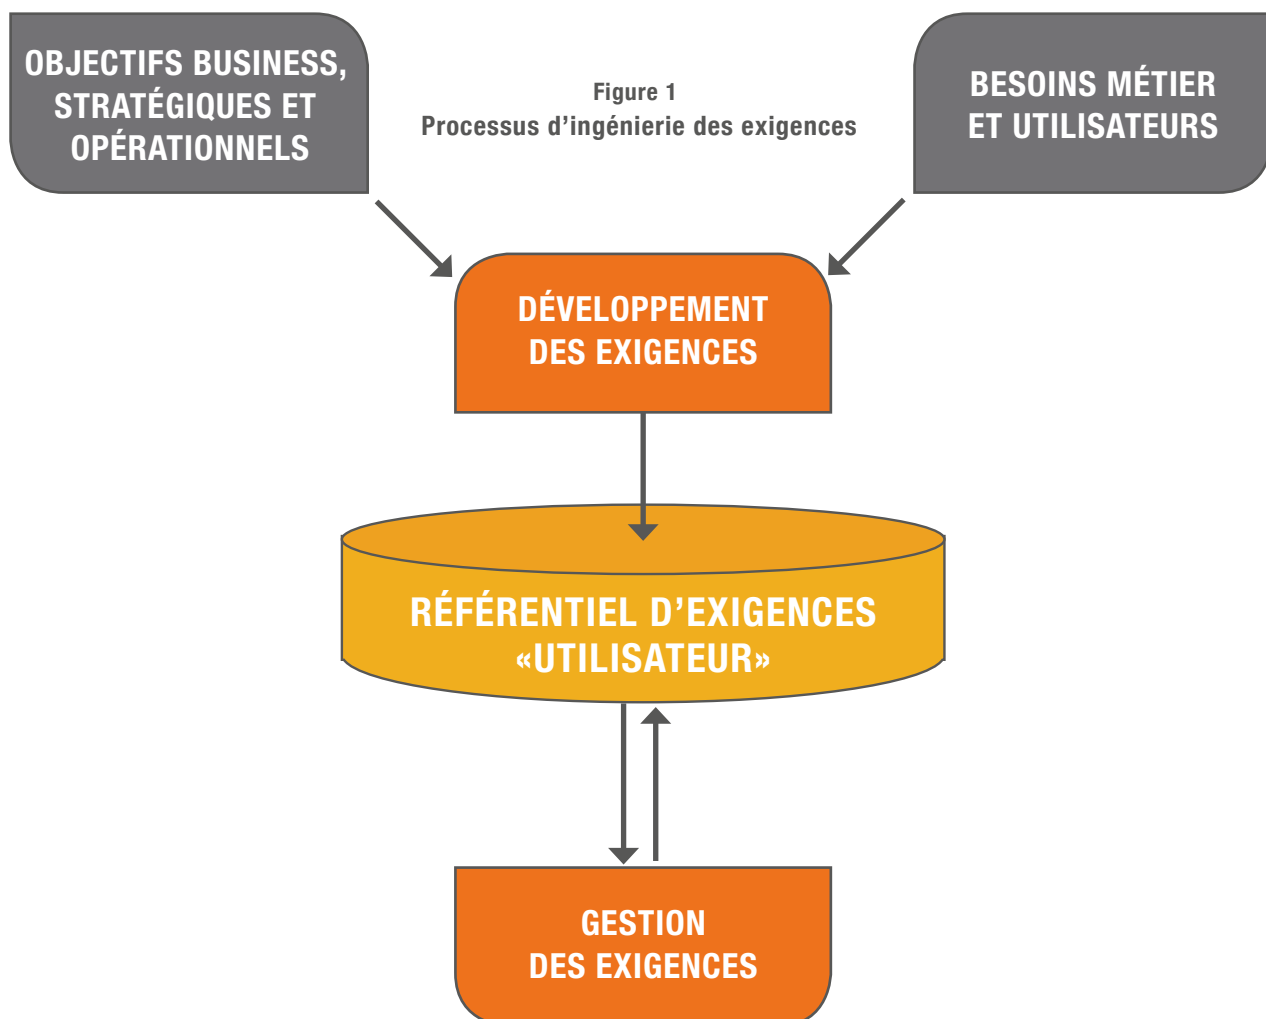 OBJECTIFS BUSINESS,
STRATÉGIQUES ET
OPÉRATIONNELS
Figure 1
Processus d'ingénierie des exigences
BESOINS MÉTIER
ET UTILISATEURS
DÉVELOPPEMENT
DES EXIGENCES
RÉFÉRENTIEL D'EXIGENCES
«UTILISATEUR»
GESTION
DES EXIGENCES